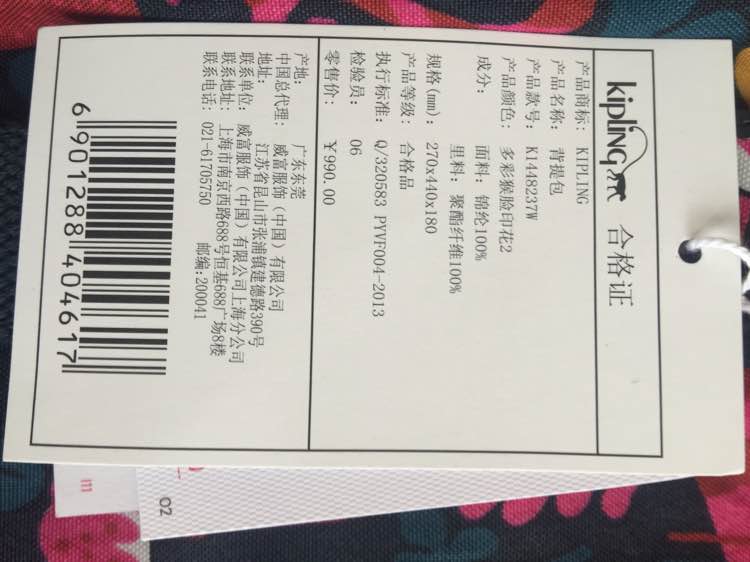 kipling 合格证
产品商标: KIPLING
产品名称: 背提包
产品款号: K1448237W
产品颜色: 多彩猴脸印花2
成分: 面料: 锦纶100%
里料: 聚酯纤维100%
规格(mm): 270x440x180
产品等级: 合格品
执行标准: Q/320583 PYVF004-2013
检验员: 06
零售价: ¥990.00
产地: 广东东莞
中国总代理: 威富服饰(中国)有限公司
地址: 江苏省昆山市张浦镇建德路390号
联系单位: 威富服饰(中国)有限公司上海分公司
联系地址: 上海市南京西路688号恒基688广场8楼
联系电话: 021-61705750 邮编:200041
6901288404617
02